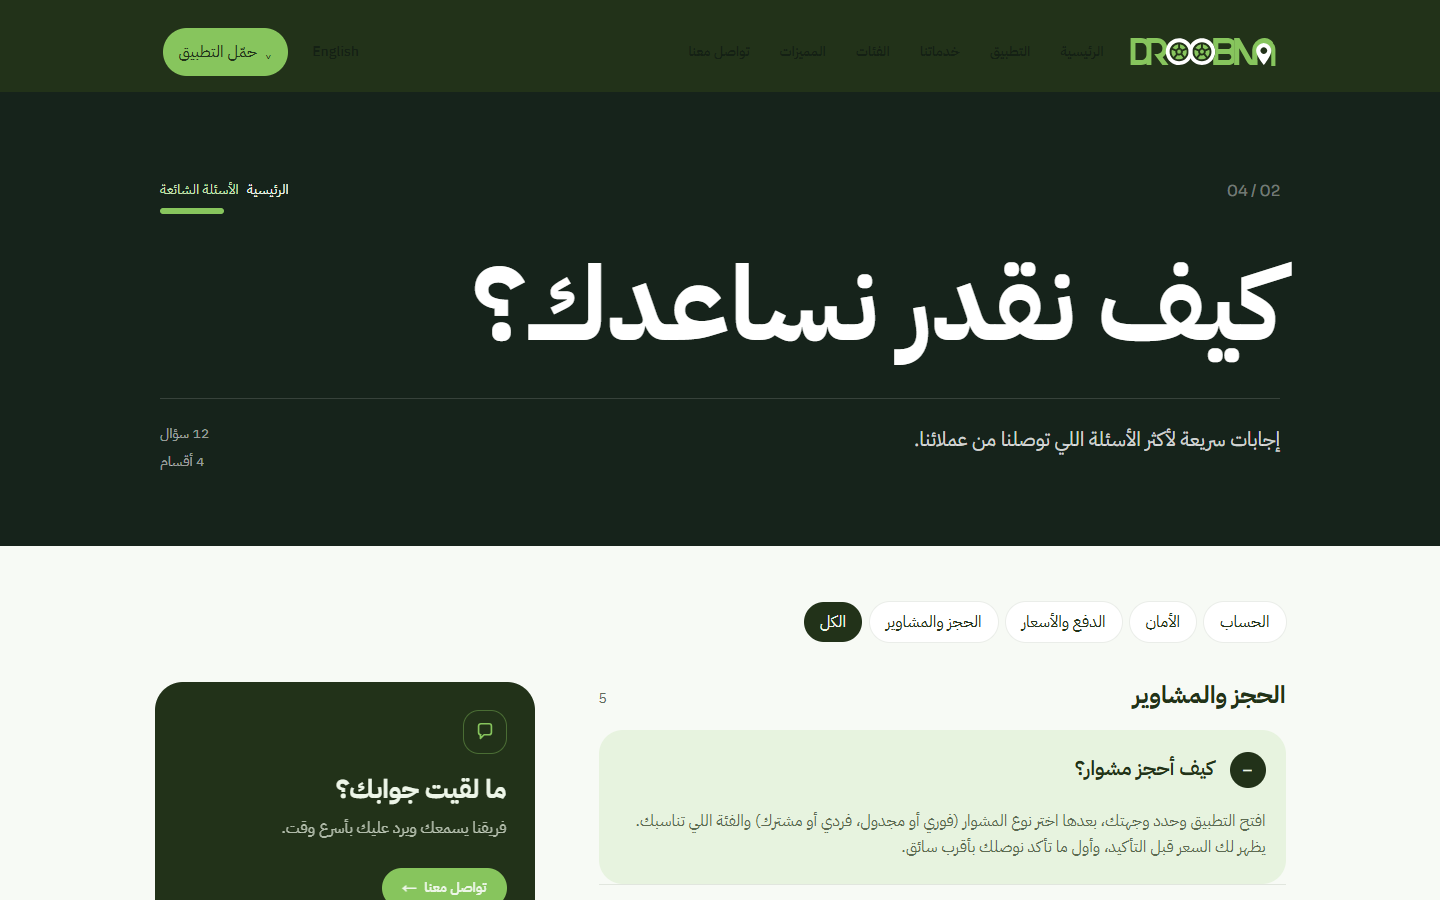 DROOBNA
الرئيسية
التطبيق
خدماتنا
الفئات
المميزات
تواصل معنا
English
حمّل التطبيق
04 / 02
الرئيسية الأسئلة الشائعة
كيف نقدر نساعدك؟
إجابات سريعة لأكثر الأسئلة اللي توصلنا من عملائنا.
12 سؤال
4 أقسام
الحساب
الأمان
الدفع والأسعار
الحجز والمشاوير
الكل
الحجز والمشاوير
5
كيف أحجز مشوار؟
افتح التطبيق وحدد وجهتك، بعدها اختر نوع المشوار (فوري أو مجدول، فردي أو مشترك) والفئة اللي تناسبك.
يظهر لك السعر قبل التأكيد، وأول ما تأكد نوصلك بأقرب سائق.
ما لقيت جوابك؟
فريقنا يسمعك ويرد عليك بأسرع وقت.
تواصل معنا ←